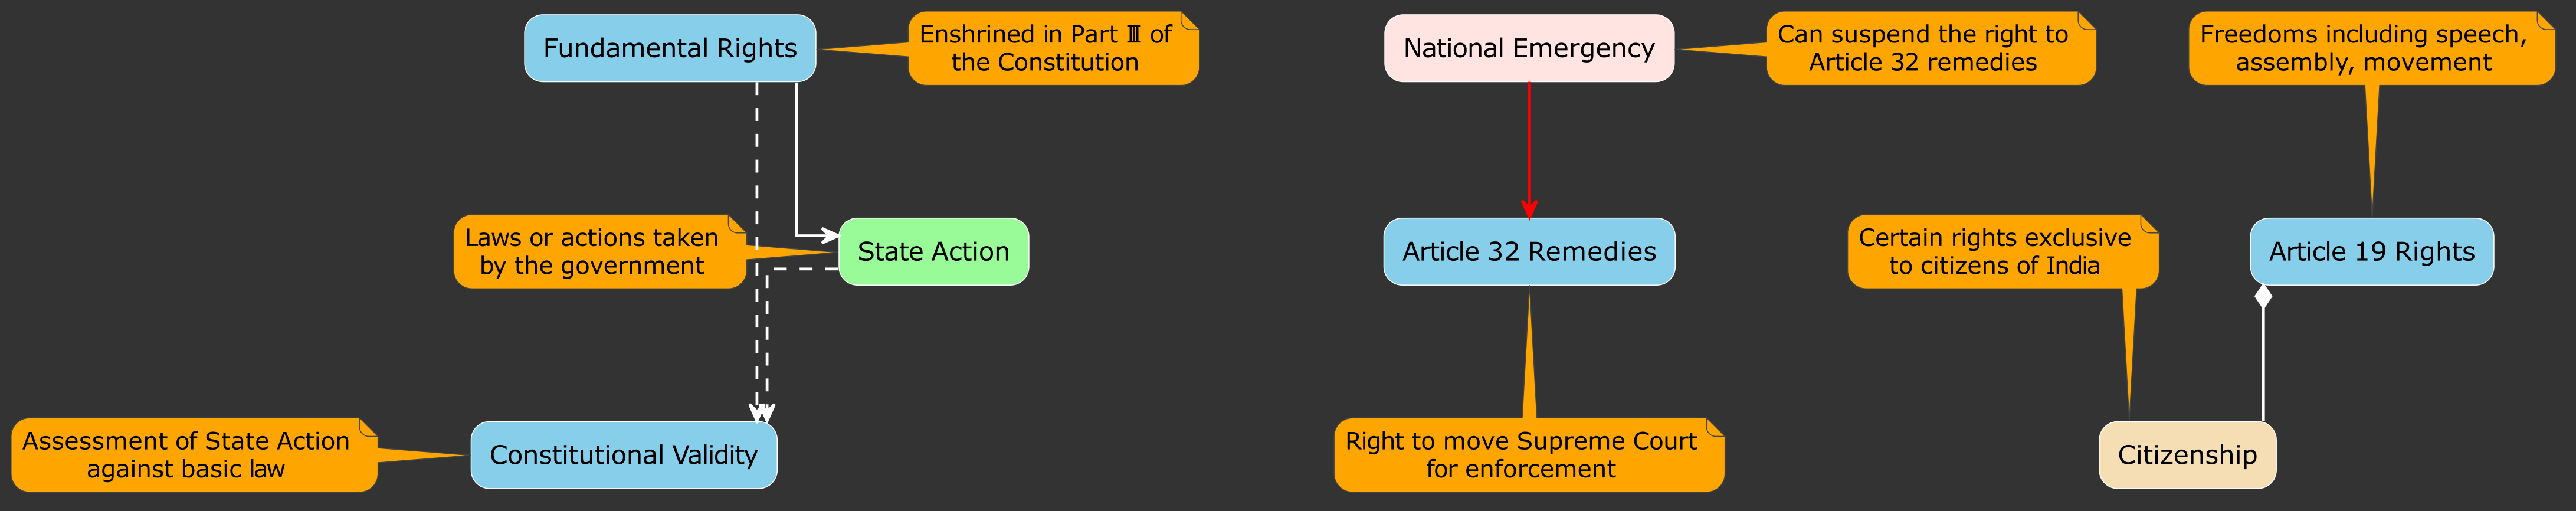 Fundamental Rights
Enshrined in Part III of
the Constitution
National Emergency
Can suspend the right to
Article 32 remedies
Freedoms including speech,
assembly, movement
Laws or actions taken
by the government
State Action
Article 32 Remedies
Certain rights exclusive
to citizens of India
Article 19 Rights
Assessment of State Action
against basic law
Constitutional Validity
Right to move Supreme Court
for enforcement
Citizenship